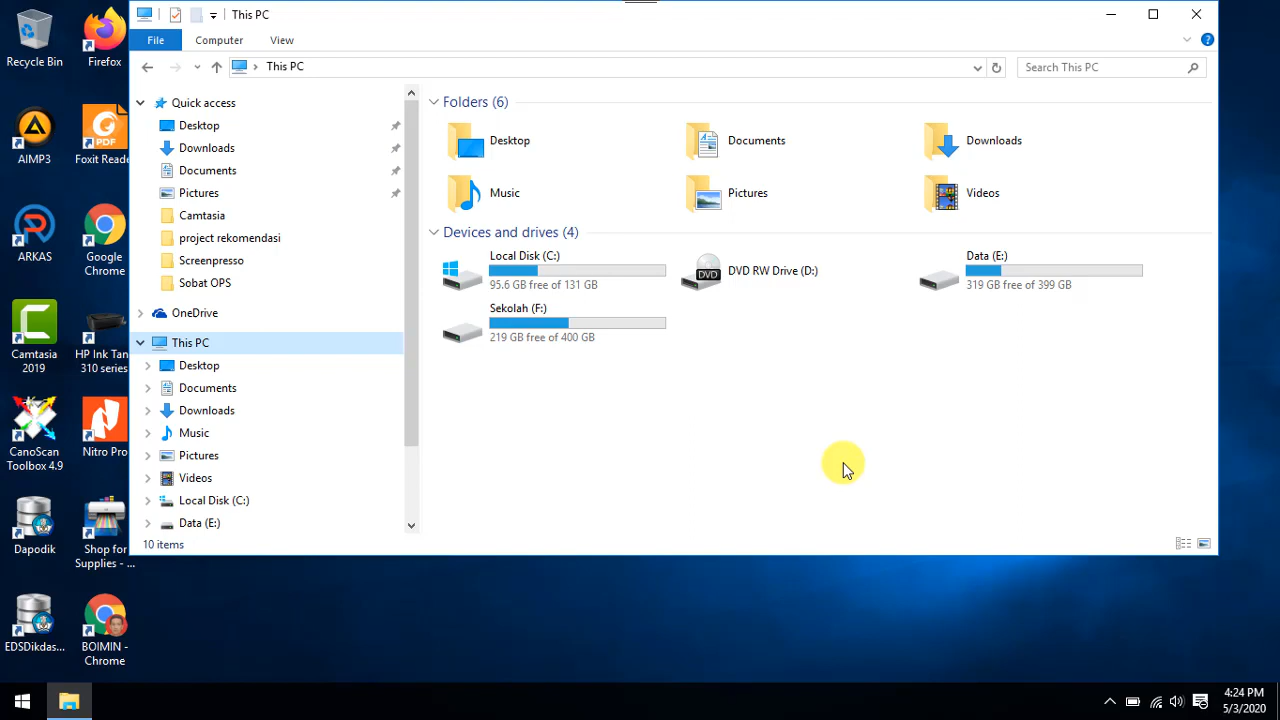 This PC
File
Computer
View
This PC
Search This PC
Quick access
Desktop
Downloads
Documents
Pictures
Camtasia
project rekomendasi
Screenpresso
Sobat OPS
OneDrive
This PC
Desktop
Documents
Downloads
Music
Pictures
Videos
Local Disk (C:)
Data (E:)
Folders (6)
Desktop
Documents
Downloads
Music
Pictures
Videos
Devices and drives (4)
Local Disk (C:)
95.6 GB free of 131 GB
DVD
DVD RW Drive (D:)
Data (E:)
319 GB free of 399 GB
Sekolah (F:)
219 GB free of 400 GB
10 items
Recycle Bin
Firefox
AIMP3
PDF
Foxit Reade
ARKAS
Google
Chrome
Camtasia
2019
HP Ink Tan
310 series
CanoScan
Toolbox 4.9
Nitro Pro
Dapodik
Shop for
Supplies - ...
EDSDikdas...
BOIMIN -
Chrome
4:24 PM
5/3/2020